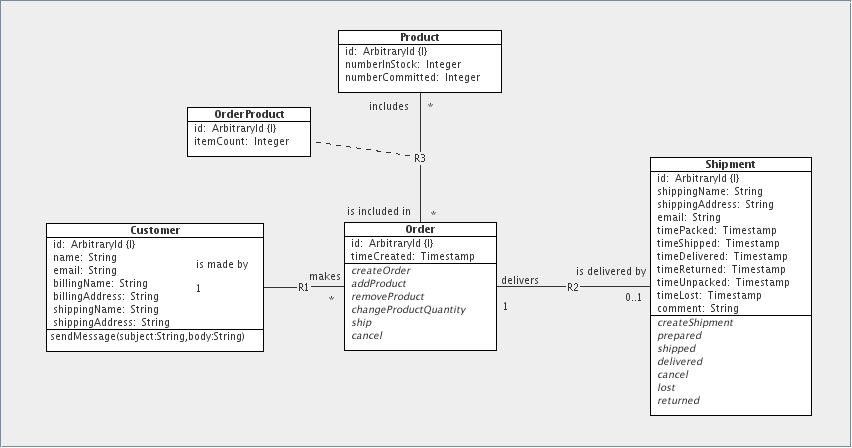 Product
id: ArbitraryId {I}
numberInStock: Integer
numberCommitted: Integer
includes
*
OrderProduct
id: ArbitraryId {I}
itemCount: Integer
R3
is included in
*
Customer
id: ArbitraryId {I}
name: String
email: String
billingName: String
billingAddress: String
shippingName: String
shippingAddress: String
sendMessage(subject:String,body:String)
is made by
1
R1
makes
*
Order
id: ArbitraryId {I}
timeCreated: Timestamp
createOrder
addProduct
removeProduct
changeProductQuantity
ship
cancel
delivers
1
R2
is delivered by
0..1
Shipment
id: ArbitraryId {I}
shippingName: String
shippingAddress: String
email: String
timePacked: Timestamp
timeShipped: Timestamp
timeDelivered: Timestamp
timeReturned: Timestamp
timeUnpacked: Timestamp
timeLost: Timestamp
comment: String
createShipment
prepared
shipped
delivered
cancel
lost
returned